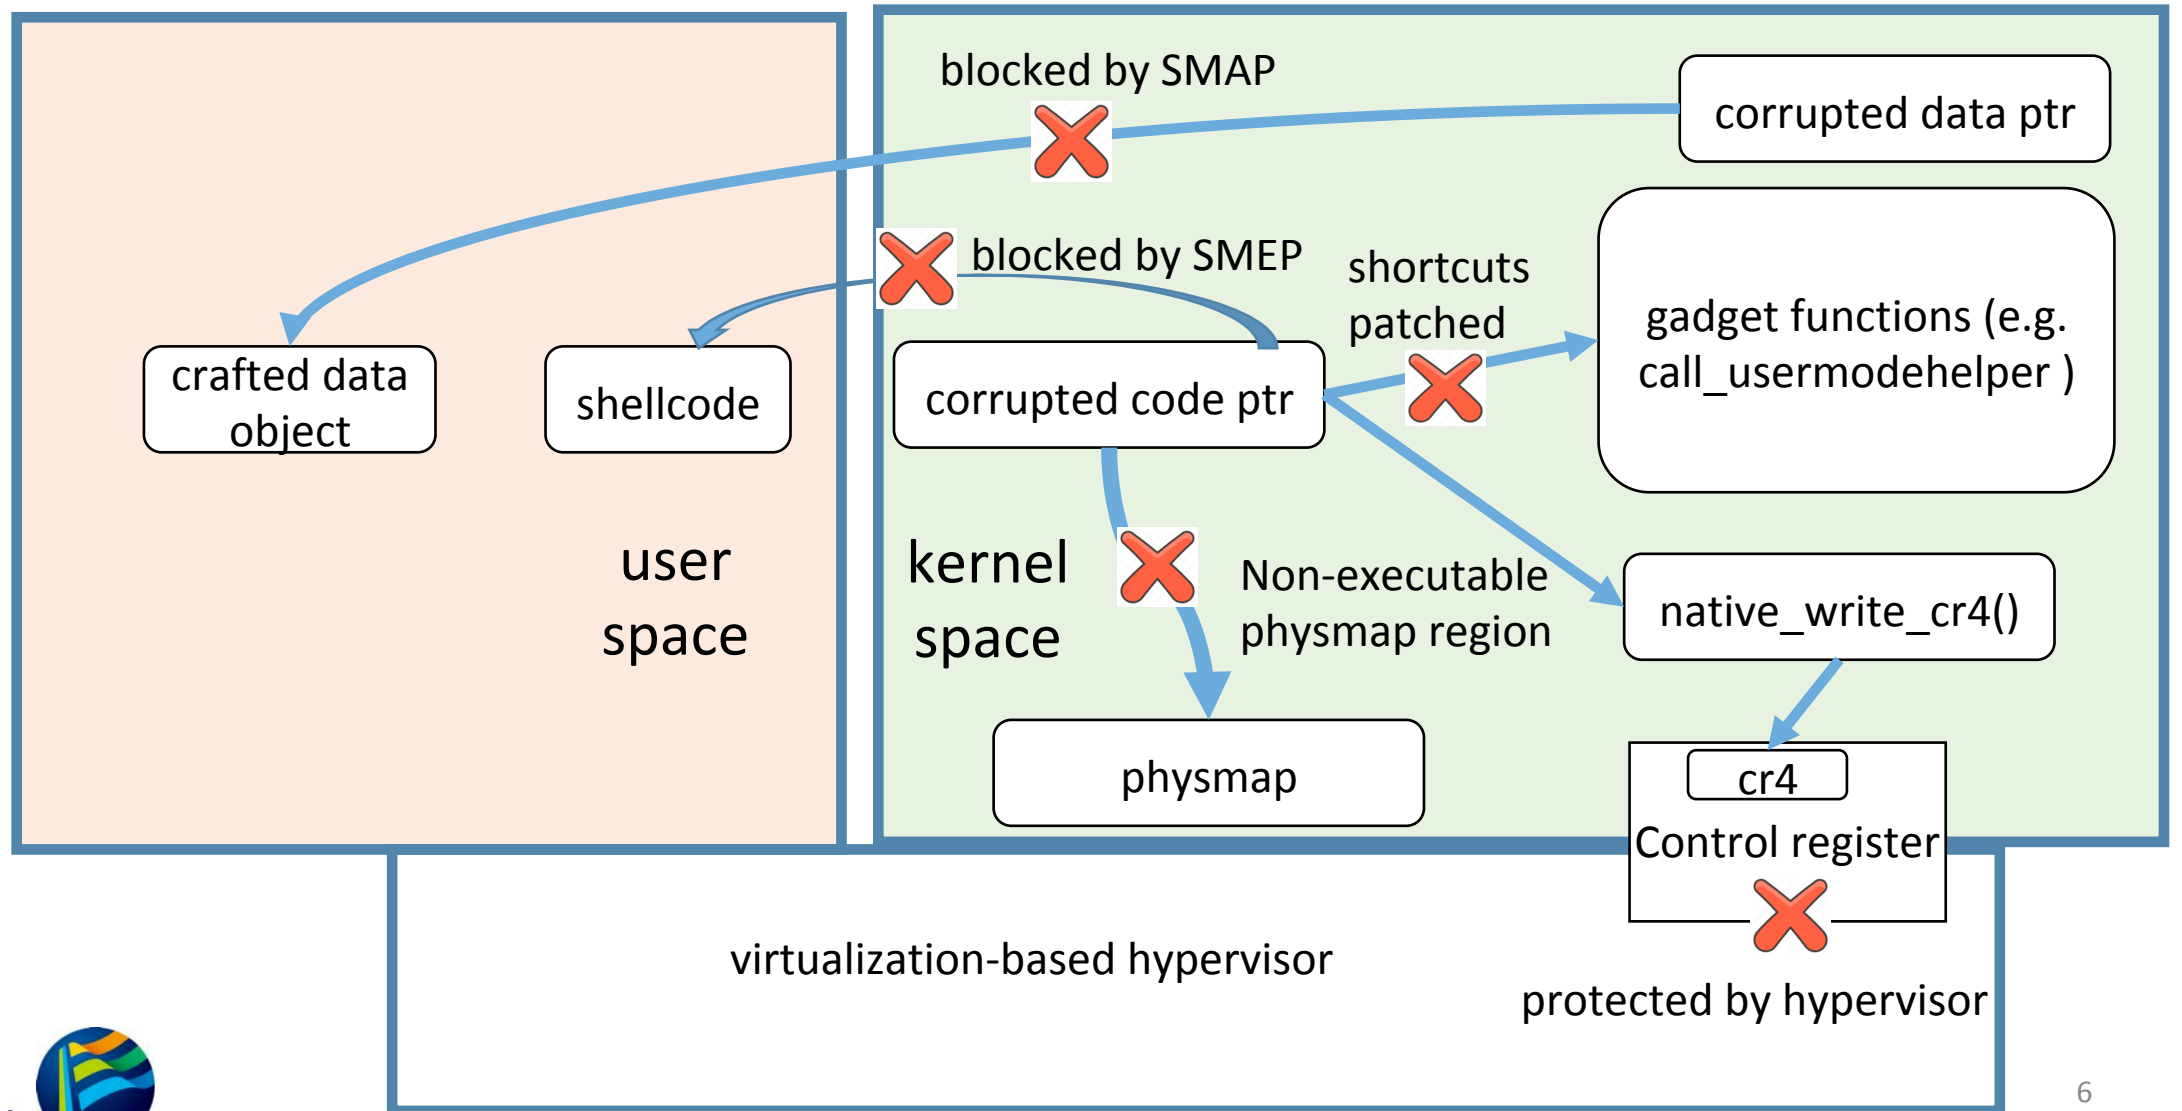 blocked by SMAP
corrupted data ptr
blocked by SMEP
shortcuts
patched
gadget functions (e.g.
call_usermodehelper )
crafted data
object
shellcode
corrupted code ptr
user
space
kernel
space
Non-executable
physmap region
native_write_cr4()
physmap
cr4
Control register
virtualization-based hypervisor
protected by hypervisor
6